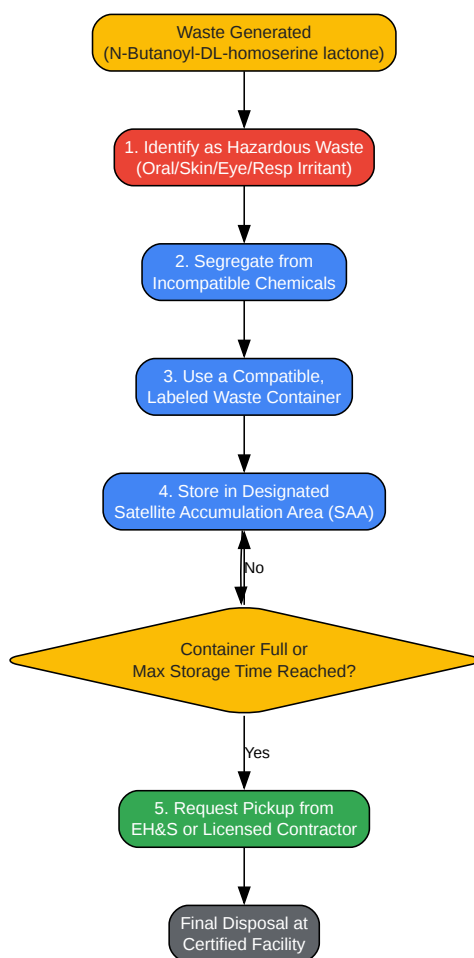 Waste Generated
(N-Butanoyl-DL-homoserine lactone)
1. Identify as Hazardous Waste
(Oral/Skin/Eye/Resp Irritant)
2. Segregate from
Incompatible Chemicals
3. Use a Compatible,
Labeled Waste Container
4. Store in Designated
Satellite Accumulation Area (SAA)
No
Container Full or
Max Storage Time Reached?
Yes
5. Request Pickup from
EH&S or Licensed Contractor
Final Disposal at
Certified Facility